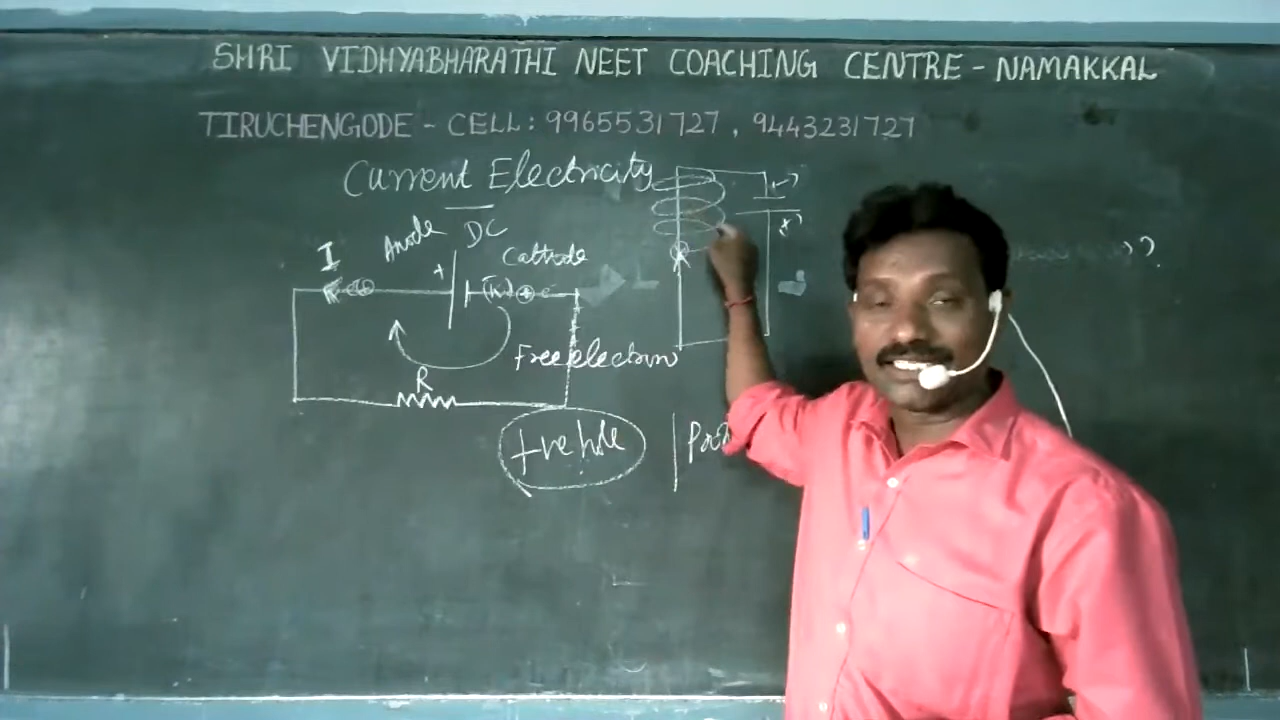 SHRI VIDHYABHARATHI NEET COACHING CENTRE - NAMAKKAL
TIRUCHENGODE - CELL: 9965531727, 9443231727
Current Electricity
DC
Anode
Cathode
I
+
(K)
+
e-
Free electron
R
+ve hole
(-)
(+)
??